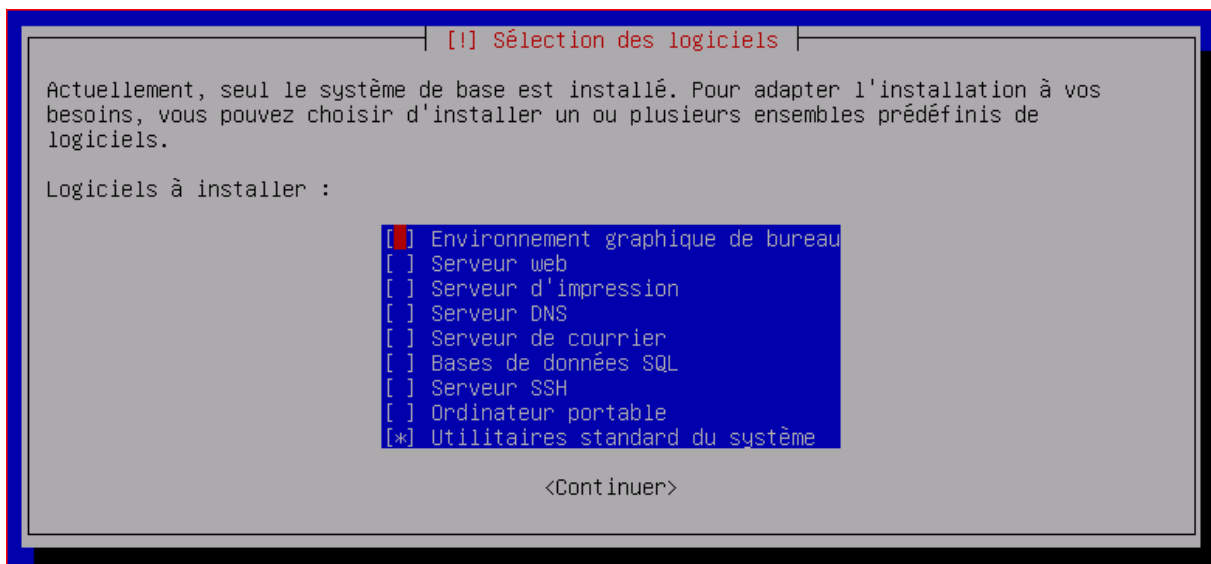 [!] Sélection des logiciels
Actuellement, seul le système de base est installé. Pour adapter l'installation à vos
besoins, vous pouvez choisir d'installer un ou plusieurs ensembles prédéfinis de
logiciels.
Logiciels à installer :
[ ] Environnement graphique de bureau
[ ] Serveur web
[ ] Serveur d'impression
[ ] Serveur DNS
[ ] Serveur de courrier
[ ] Bases de données SQL
[ ] Serveur SSH
[ ] Ordinateur portable
[*] Utilitaires standard du système
<Continuer>